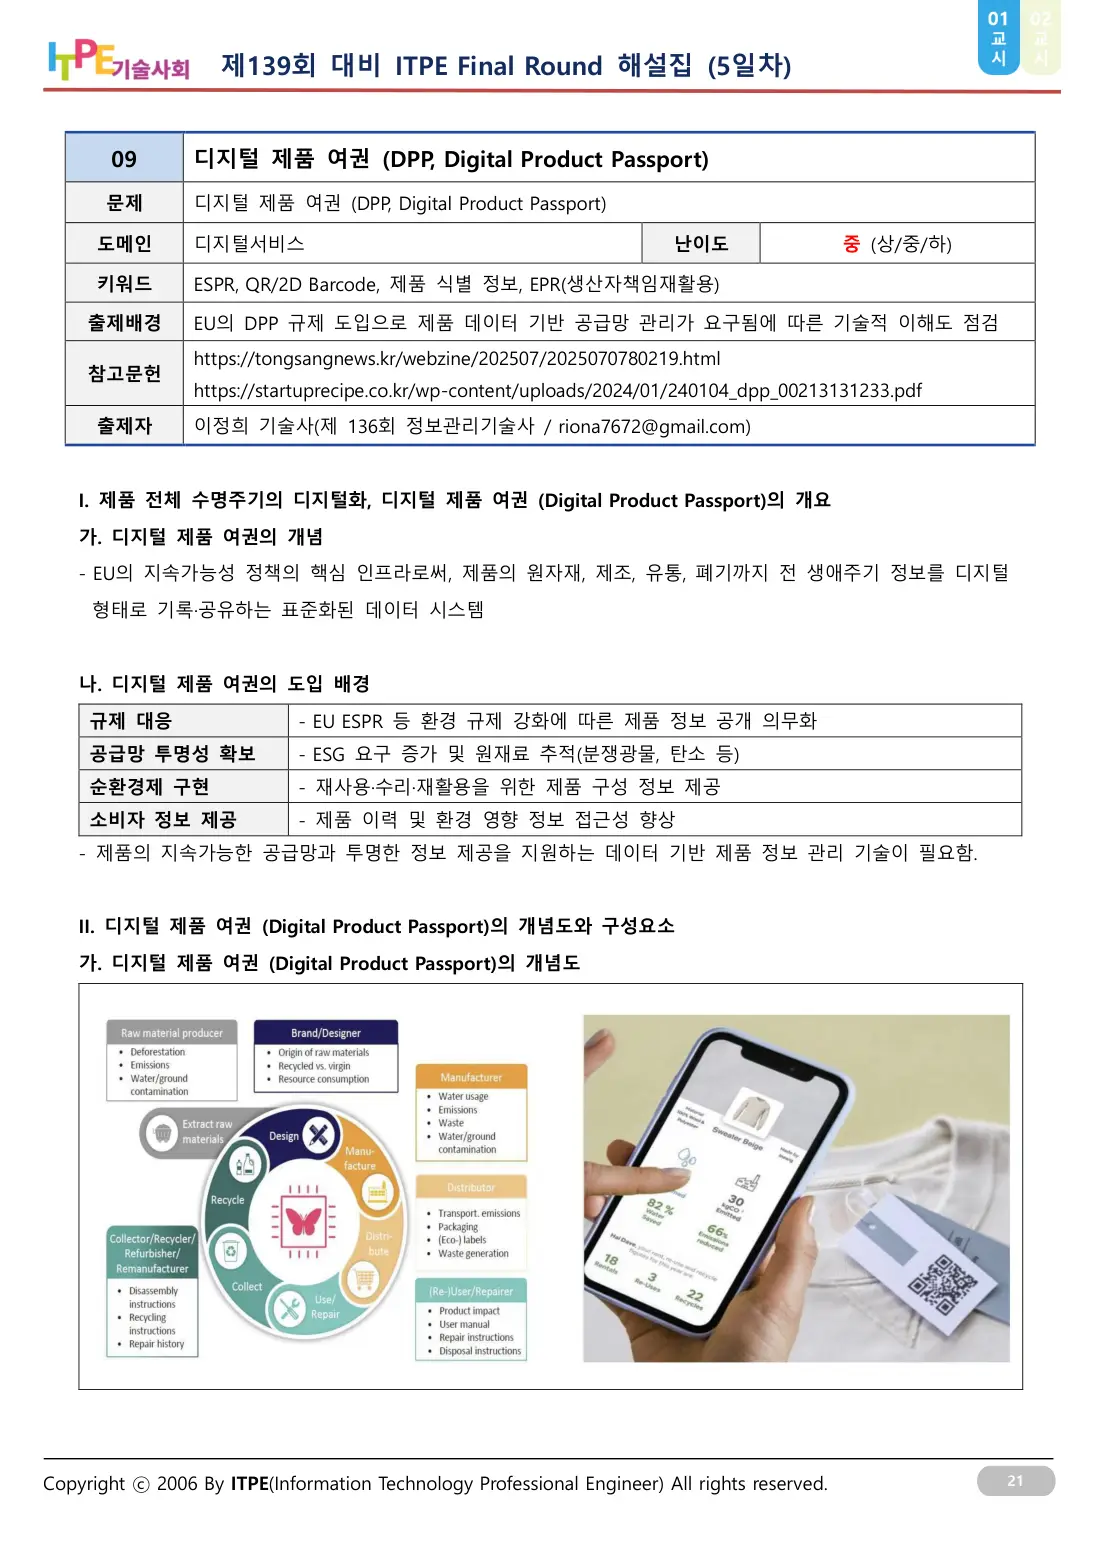 01
교
시
02
교
시
ITPE기술사회
제139회 대비 ITPE Final Round 해설집 (5일차)
09 디지털 제품 여권 (DPP, Digital Product Passport)
문제 디지털 제품 여권 (DPP, Digital Product Passport)
도메인 디지털서비스 난이도 중 (상/중/하)
키워드 ESPR, QR/2D Barcode, 제품 식별 정보, EPR(생산자책임재활용)
출제배경 EU의 DPP 규제 도입으로 제품 데이터 기반 공급망 관리가 요구됨에 따른 기술적 이해도 점검
참고문헌 https://tongsangnews.kr/webzine/202507/2025070780219.html
https://startuprecipe.co.kr/wp-content/uploads/2024/01/240104_dpp_00213131233.pdf
출제자 이정희 기술사(제 136회 정보관리기술사 / riona7672@gmail.com)
I. 제품 전체 수명주기의 디지털화, 디지털 제품 여권 (Digital Product Passport)의 개요
가. 디지털 제품 여권의 개념
- EU의 지속가능성 정책의 핵심 인프라로써, 제품의 원자재, 제조, 유통, 폐기까지 전 생애주기 정보를 디지털
형태로 기록·공유하는 표준화된 데이터 시스템
나. 디지털 제품 여권의 도입 배경
규제 대응 - EU ESPR 등 환경 규제 강화에 따른 제품 정보 공개 의무화
공급망 투명성 확보 - ESG 요구 증가 및 원재료 추적(분쟁광물, 탄소 등)
순환경제 구현 - 재사용·수리·재활용을 위한 제품 구성 정보 제공
소비자 정보 제공 - 제품 이력 및 환경 영향 정보 접근성 향상
- 제품의 지속가능한 공급망과 투명한 정보 제공을 지원하는 데이터 기반 제품 정보 관리 기술이 필요함.
II. 디지털 제품 여권 (Digital Product Passport)의 개념도와 구성요소
가. 디지털 제품 여권 (Digital Product Passport)의 개념도
Raw material producer
• Deforestation
• Emissions
• Water/ground
contamination
Brand/Designer
• Origin of raw materials
• Recycled vs. virgin
• Resource consumption
Manufacturer
• Water usage
• Emissions
• Waste
• Water/ground
contamination
Distributor
• Transport. emissions
• Packaging
• (Eco-) labels
• Waste generation
(Re-)User/Repairer
• Product impact
• User manual
• Repair instructions
• Disposal instructions
Collector/Recycler/
Refurbisher/
Remanufacturer
• Disassembly
instructions
• Recycling
instructions
• Repair history
Extract raw
materials
Design
Manu-
facture
Distri-
bute
Use/
Repair
Collect
Recycle
Sweater Beige
82 %
Water
saved
30
kgCO
Emitted
66%
Emissions
reduced
18
Rentals
3
Re-Uses
22
Recycles
Copyright ⓒ 2006 By ITPE(Information Technology Professional Engineer) All rights reserved.
21